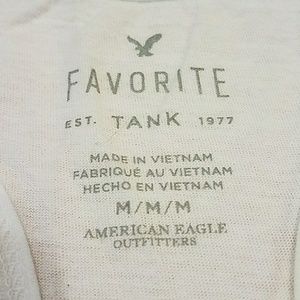 FAVORITE
EST. TANK 1977
MADE IN VIETNAM
FABRIQUÉ AU VIETNAM
HECHO EN VIETNAM
M/M/M
AMERICAN EAGLE
OUTFITTERS